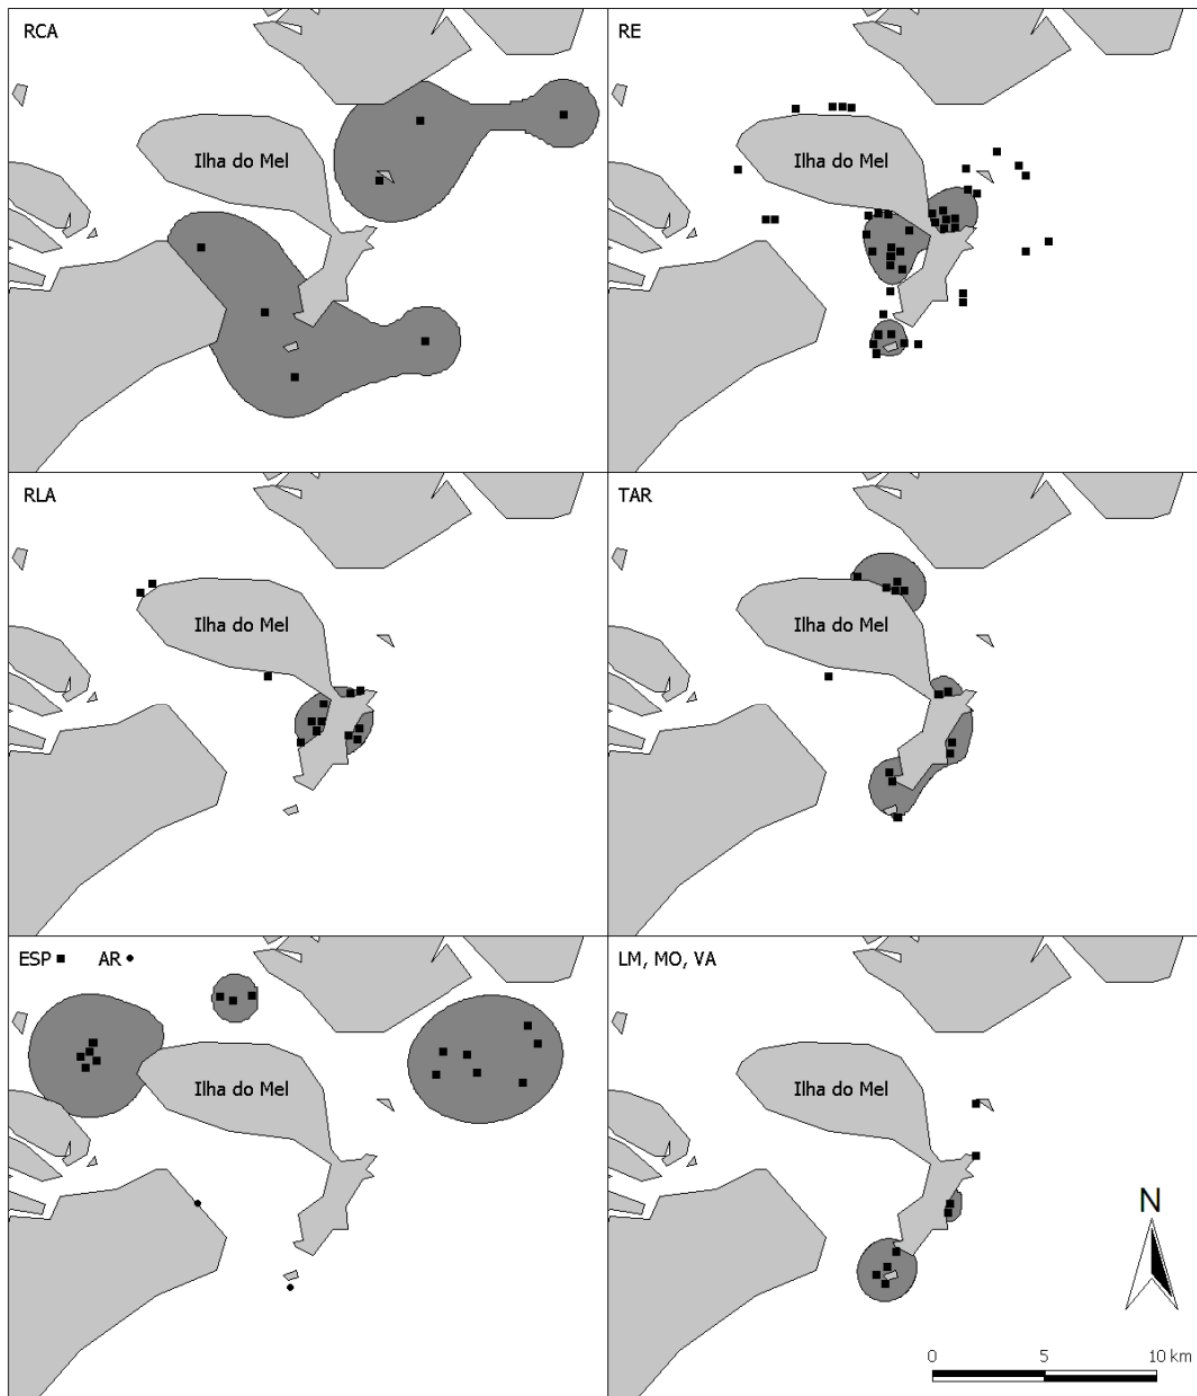 RCA
RE
Ilha do Mel
Ilha do Mel
RLA
TAR
Ilha do Mel
Ilha do Mel
ESP AR
LM, MO, VA
Ilha do Mel
Ilha do Mel
N
0 5 10 km